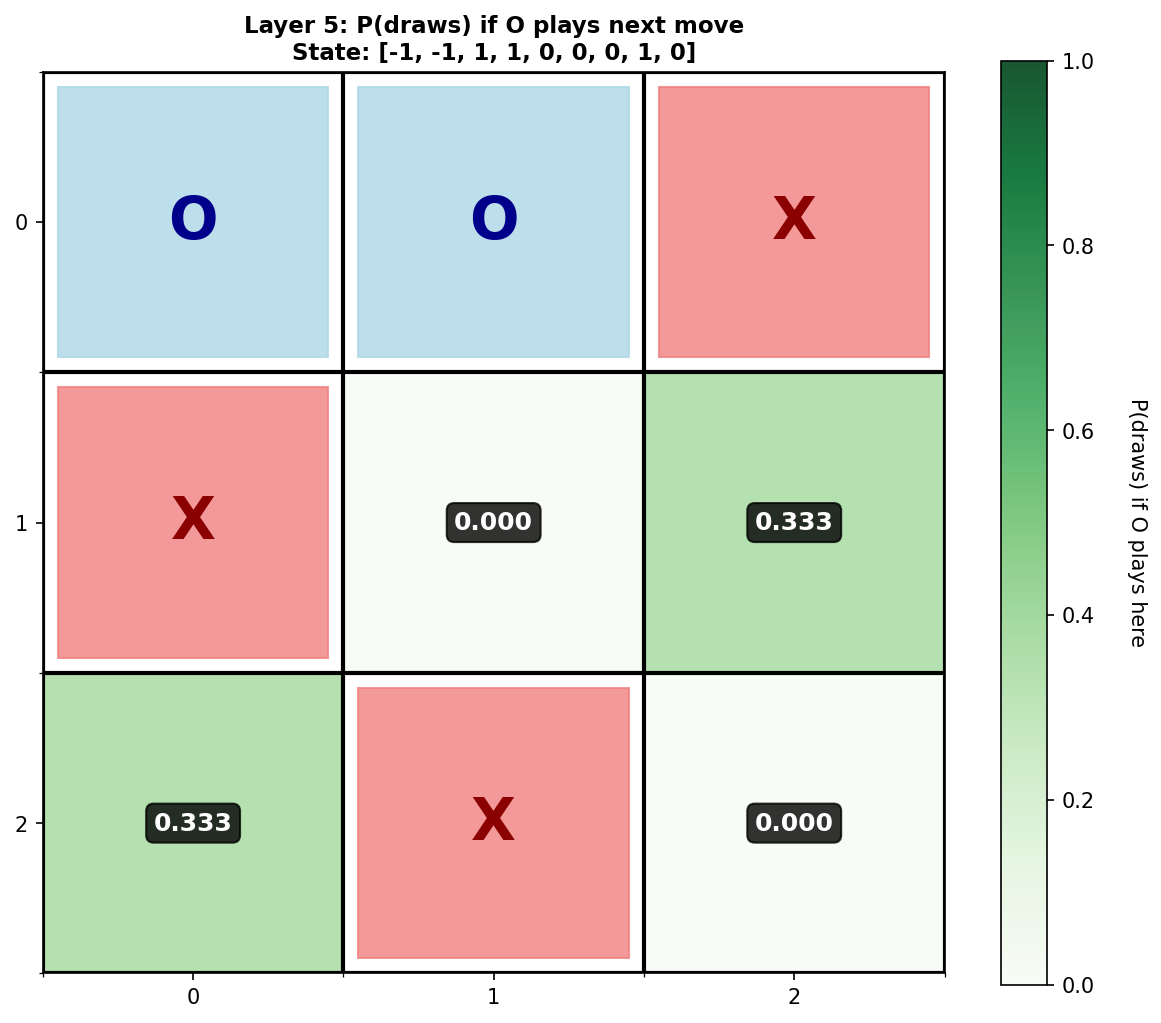 Layer 5: P(draws) if O plays next move
State: [-1, -1, 1, 1, 0, 0, 0, 1, 0]
0
O
O
X
1
X
0.000
0.333
2
0.333
X
0.000
0
1
2
1.0
0.8
0.6
0.4
0.2
0.0
P(draws) if O plays here